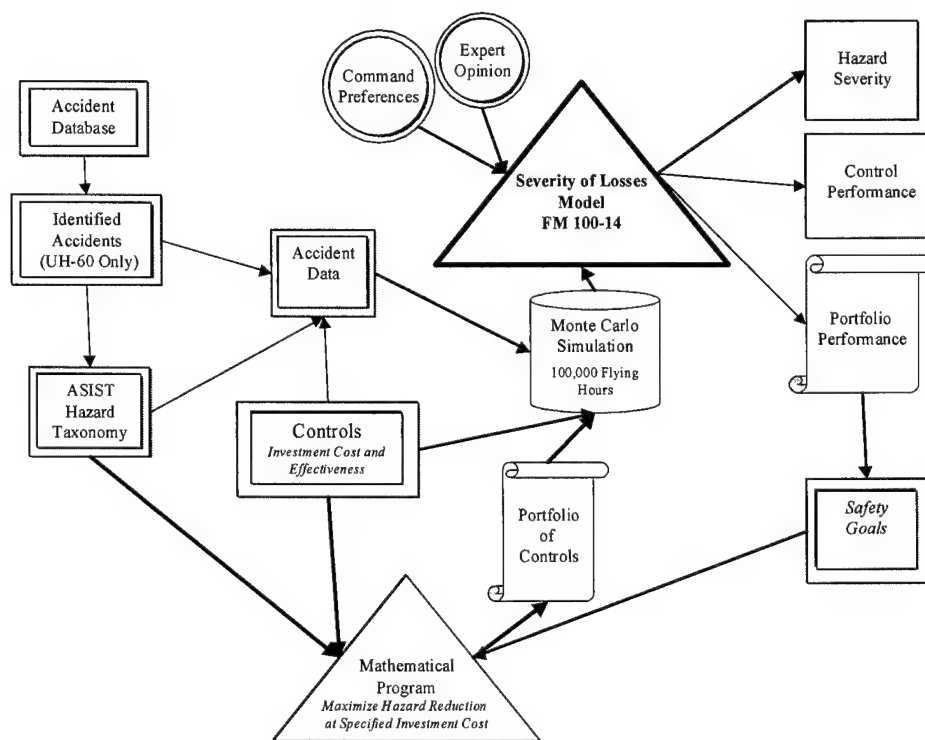 Command
Preferences
Expert
Opinion
Hazard
Severity
Accident
Database
Severity of Losses
Model
FM 100-14
Control
Performance
Identified
Accidents
(UH-60 Only)
Accident
Data
Monte Carlo
Simulation
100,000 Flying
Hours
Portfolio
Performance
ASIST
Hazard
Taxonomy
Controls
Investment Cost and
Effectiveness
Portfolio
of
Controls
Safety
Goals
Mathematical
Program
Maximize Hazard Reduction
at Specified Investment Cost